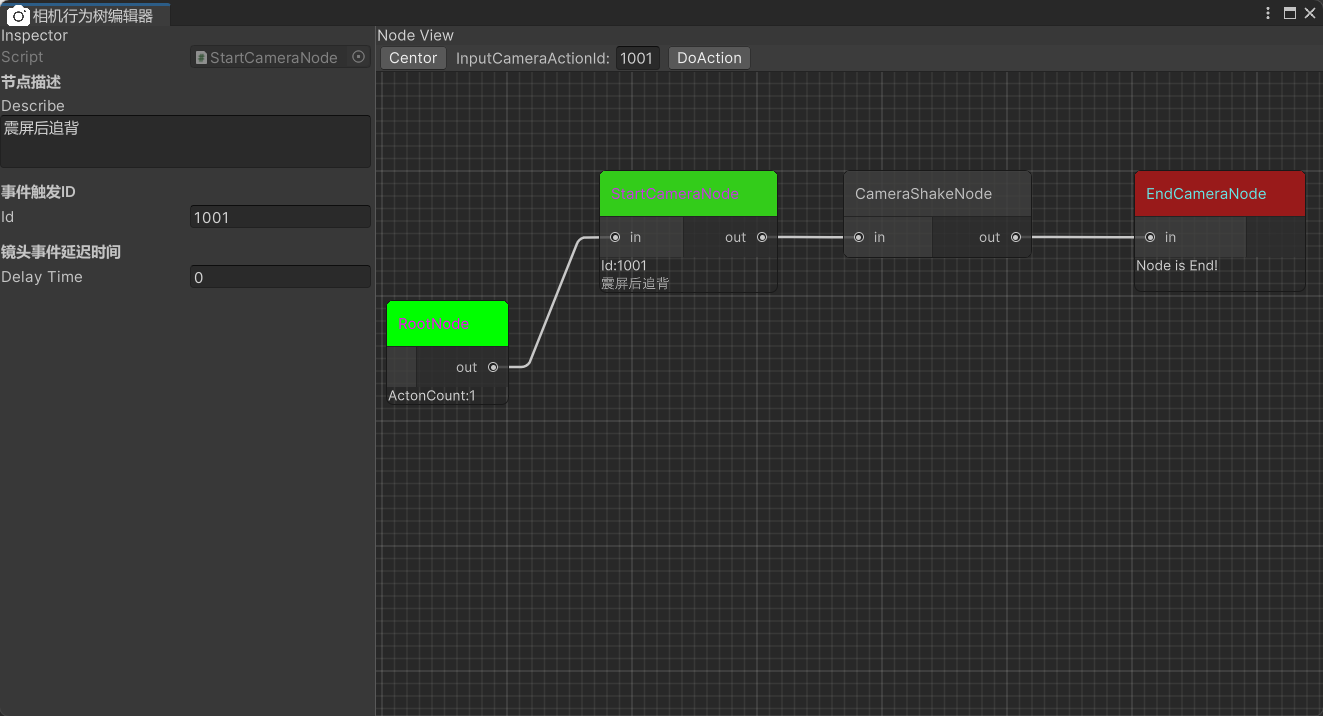 相机行为树编辑器
Inspector
Script StartCameraNode
节点描述
Describe
震屏后追背
事件触发ID
Id 1001
镜头事件延迟时间
Delay Time 0
Node View
Centor InputCameraActionId: 1001 DoAction
StartCameraNode
in out
Id:1001
震屏后追背
CameraShakeNode
in out
EndCameraNode
in
Node is End!
RootNode
out
ActonCount:1